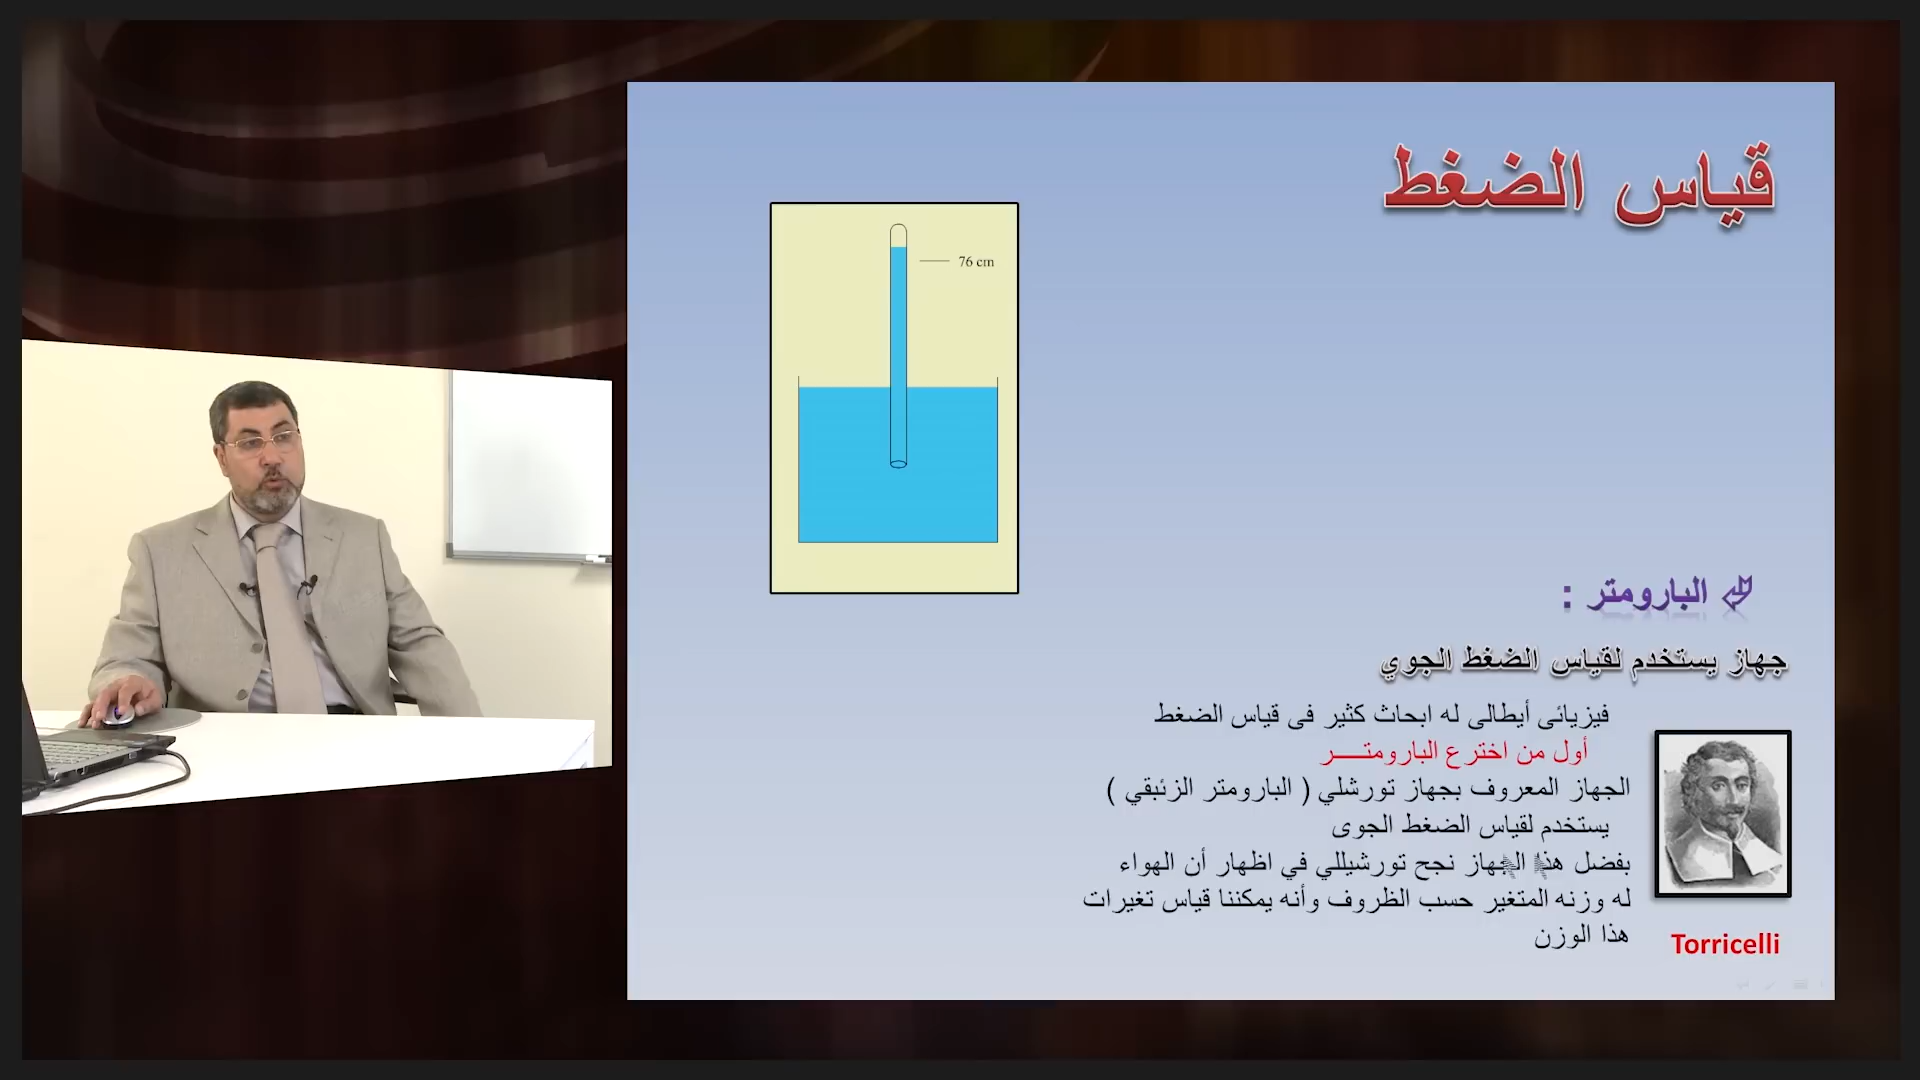 قياس الضغط
76 cm
البارومتر :
جهاز يستخدم لقياس الضغط الجوي
فيزيائى أيطالى له ابحاث كثير فى قياس الضغط
أول من اخترع البارومتـــــر
الجهاز المعروف بجهاز تورشلي ( البارومتر الزئبقي )
يستخدم لقياس الضغط الجوى
بفضل هذا الجهاز نجح تورشيللي في اظهار أن الهواء
له وزنه المتغير حسب الظروف وأنه يمكننا قياس تغيرات
هذا الوزن
Torricelli